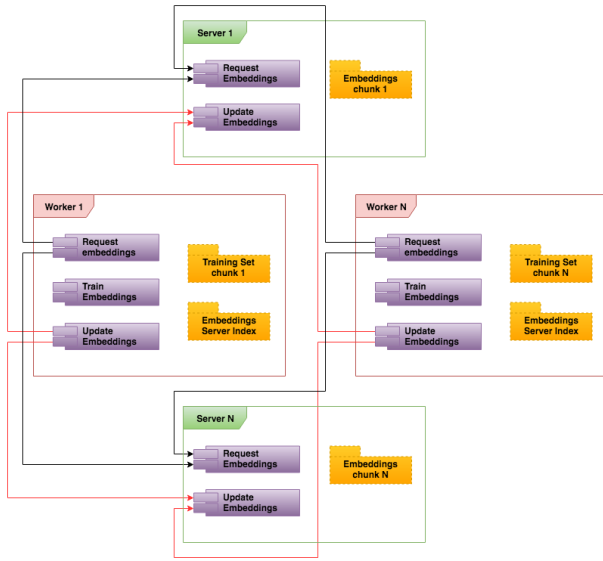 Server 1
Request
Embeddings
Embeddings
chunk 1
Update
Embeddings
Worker 1
Request
embeddings
Training Set
chunk 1
Train
Embeddings
Embeddings
Server Index
Update
Embeddings
Worker N
Request
embeddings
Training Set
chunk N
Train
Embeddings
Embeddings
Server Index
Update
Embeddings
Server N
Request
Embeddings
Embeddings
chunk N
Update
Embeddings